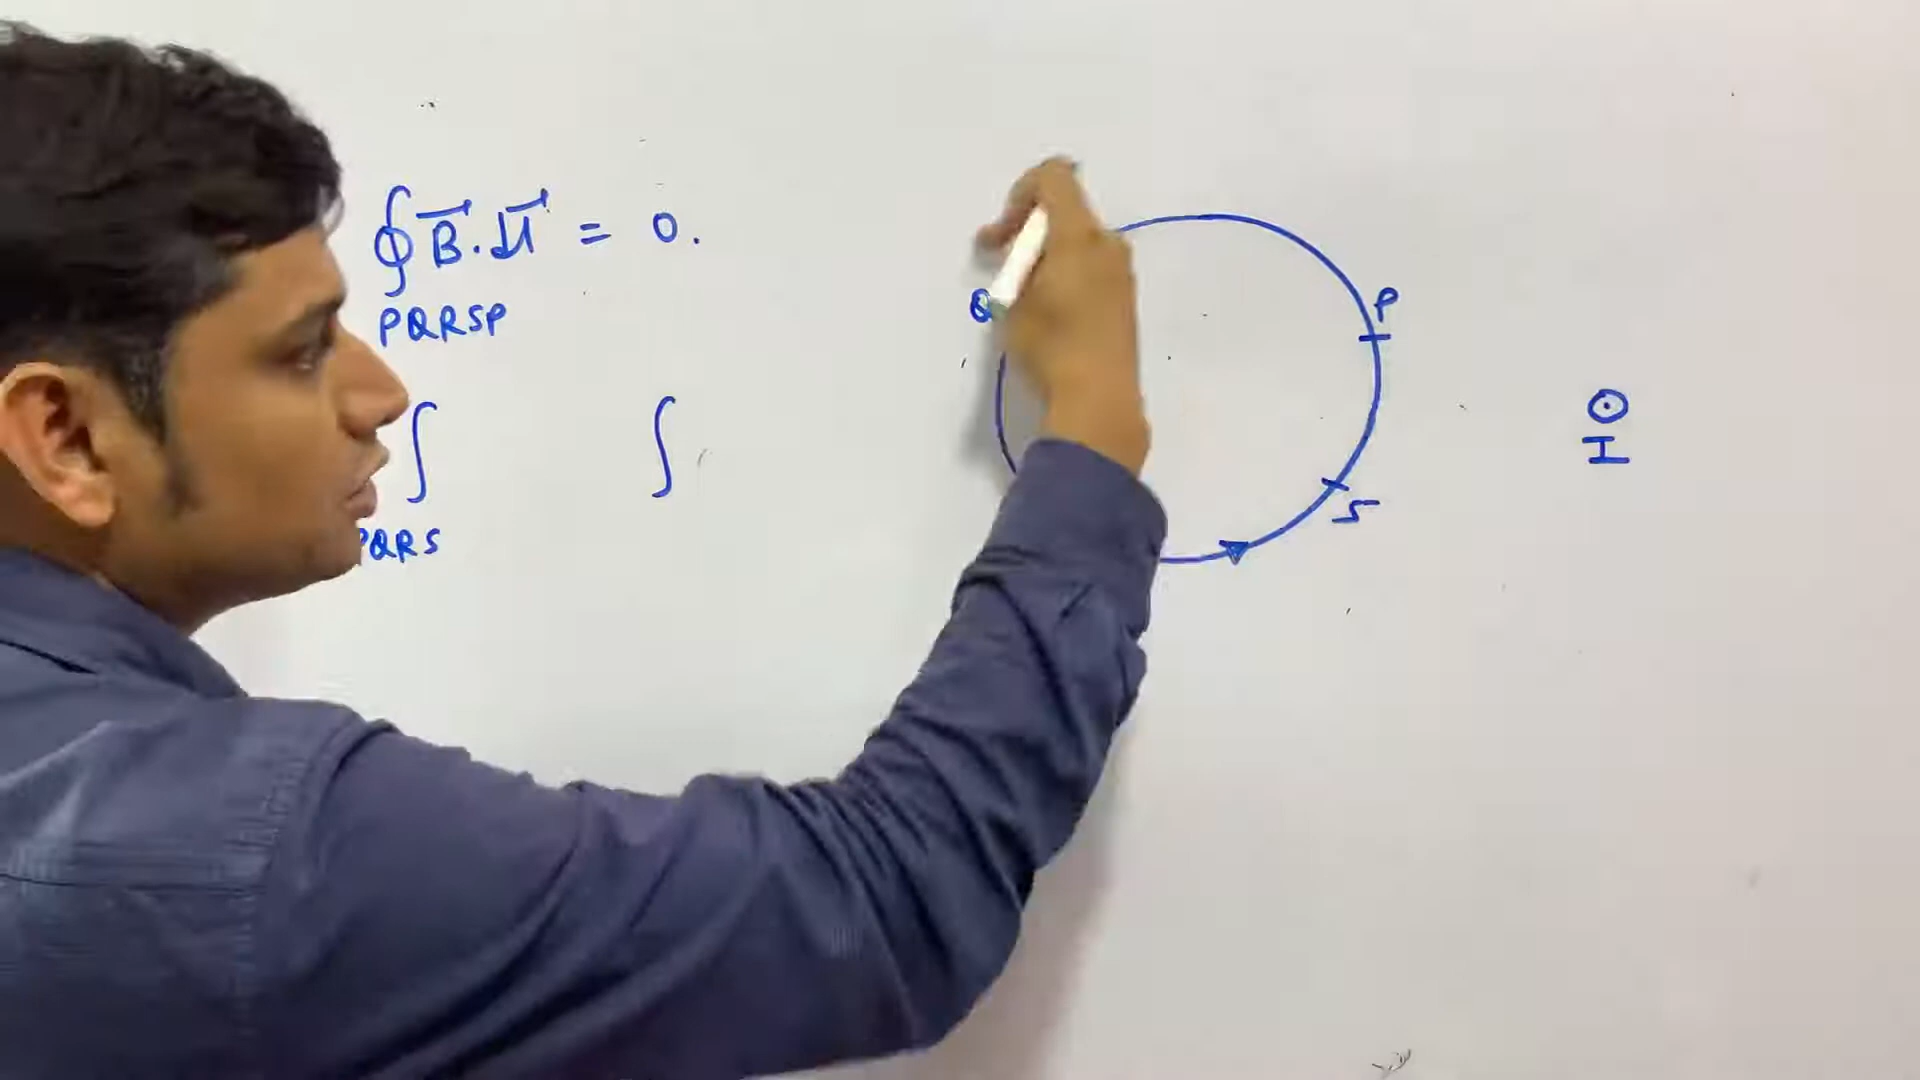 ∮ B⃗ . dl⃗ = 0.
PQRSP
∫ ∫
PQRS
Q
P
S
I